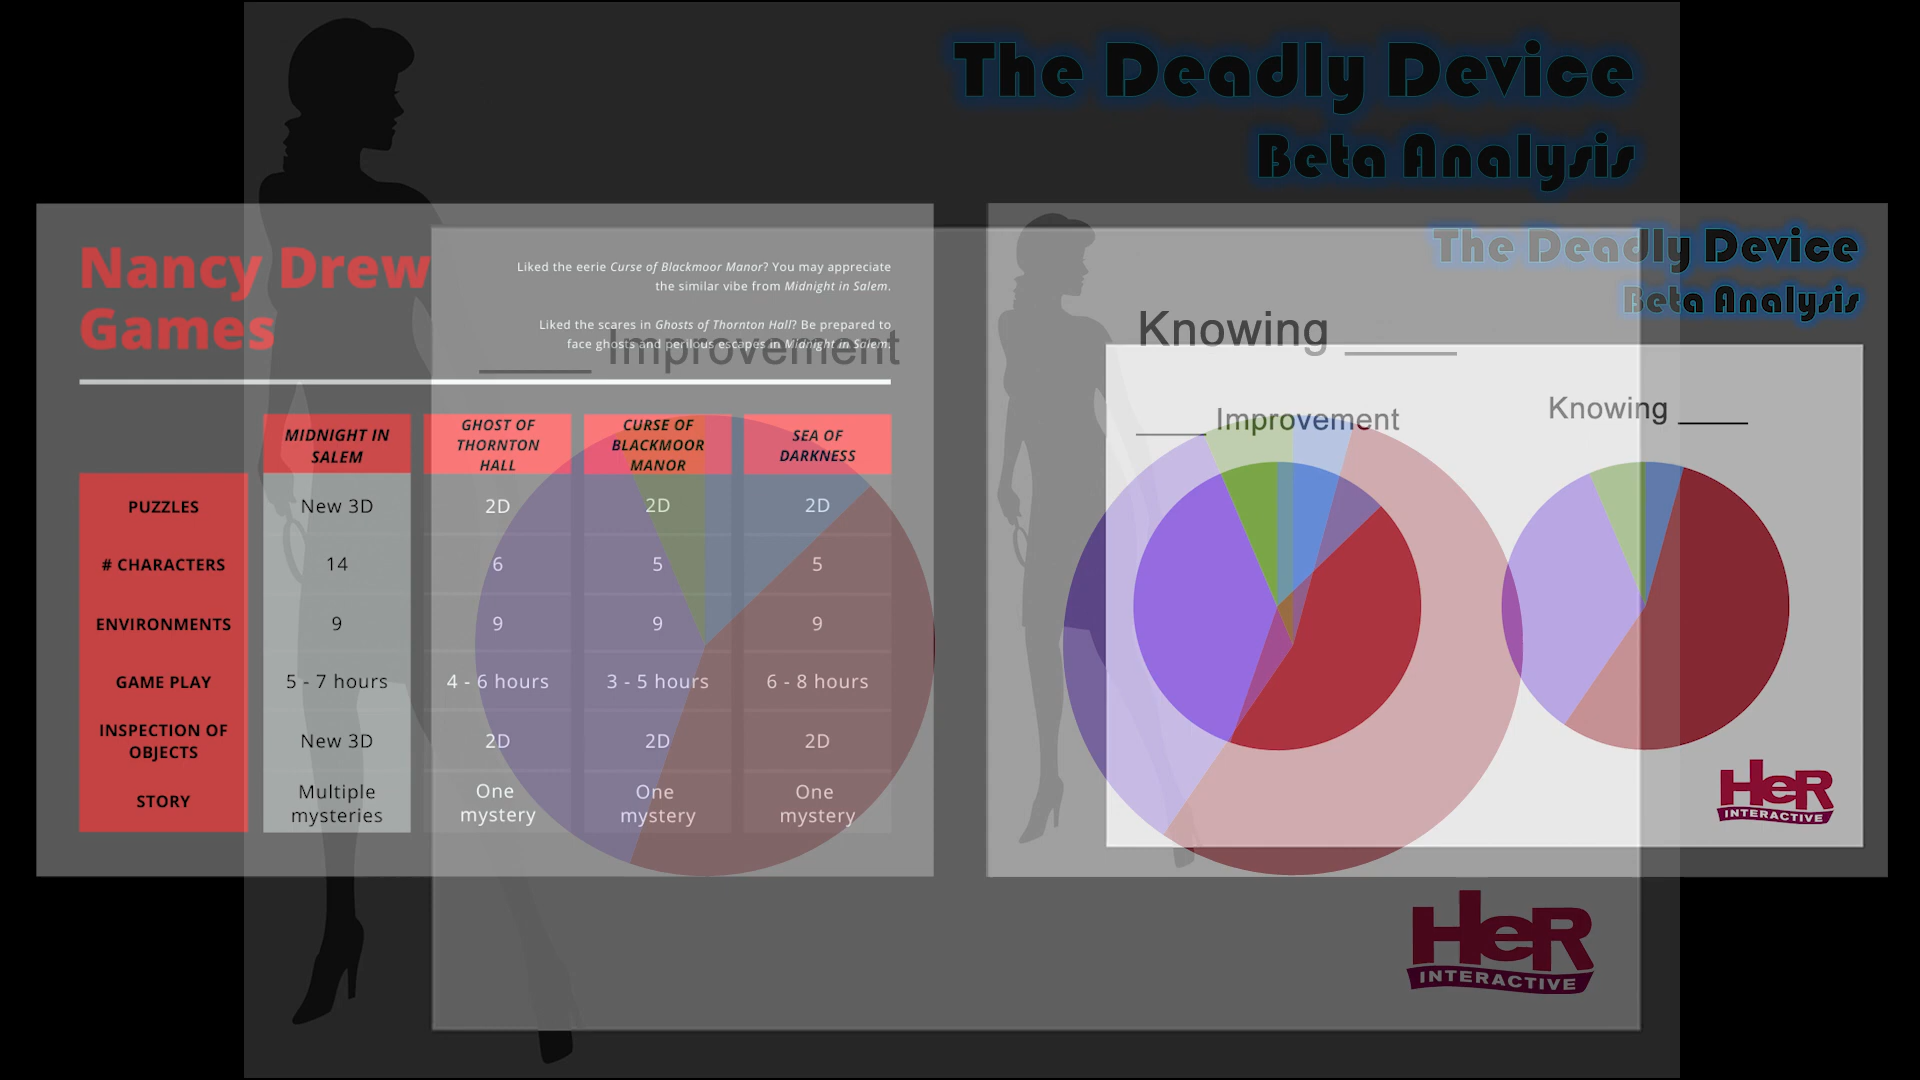 The Deadly Device
Beta Analysis
Nancy Drew
Games
Liked the eerie Curse of Blackmoor Manor? You may appreciate
the similar vibe from Midnight in Salem.
Liked the scares in Ghosts of Thornton Hall? Be prepared to
face ghosts and perilous escapes in Midnight in Salem.
_____ Improvement
Knowing _____
MIDNIGHT IN
SALEM
GHOST OF
THORNTON
HALL
CURSE OF
BLACKMOOR
MANOR
SEA OF
DARKNESS
PUZZLES
New 3D
2D
2D
2D
# CHARACTERS
14
6
5
5
ENVIRONMENTS
9
9
9
9
GAME PLAY
5 - 7 hours
4 - 6 hours
3 - 5 hours
6 - 8 hours
INSPECTION OF
OBJECTS
New 3D
2D
2D
2D
STORY
Multiple
mysteries
One
mystery
One
mystery
One
mystery
The Deadly Device
Beta Analysis
_____ Improvement
Knowing _____
HeR
INTERACTIVE
HeR
INTERACTIVE